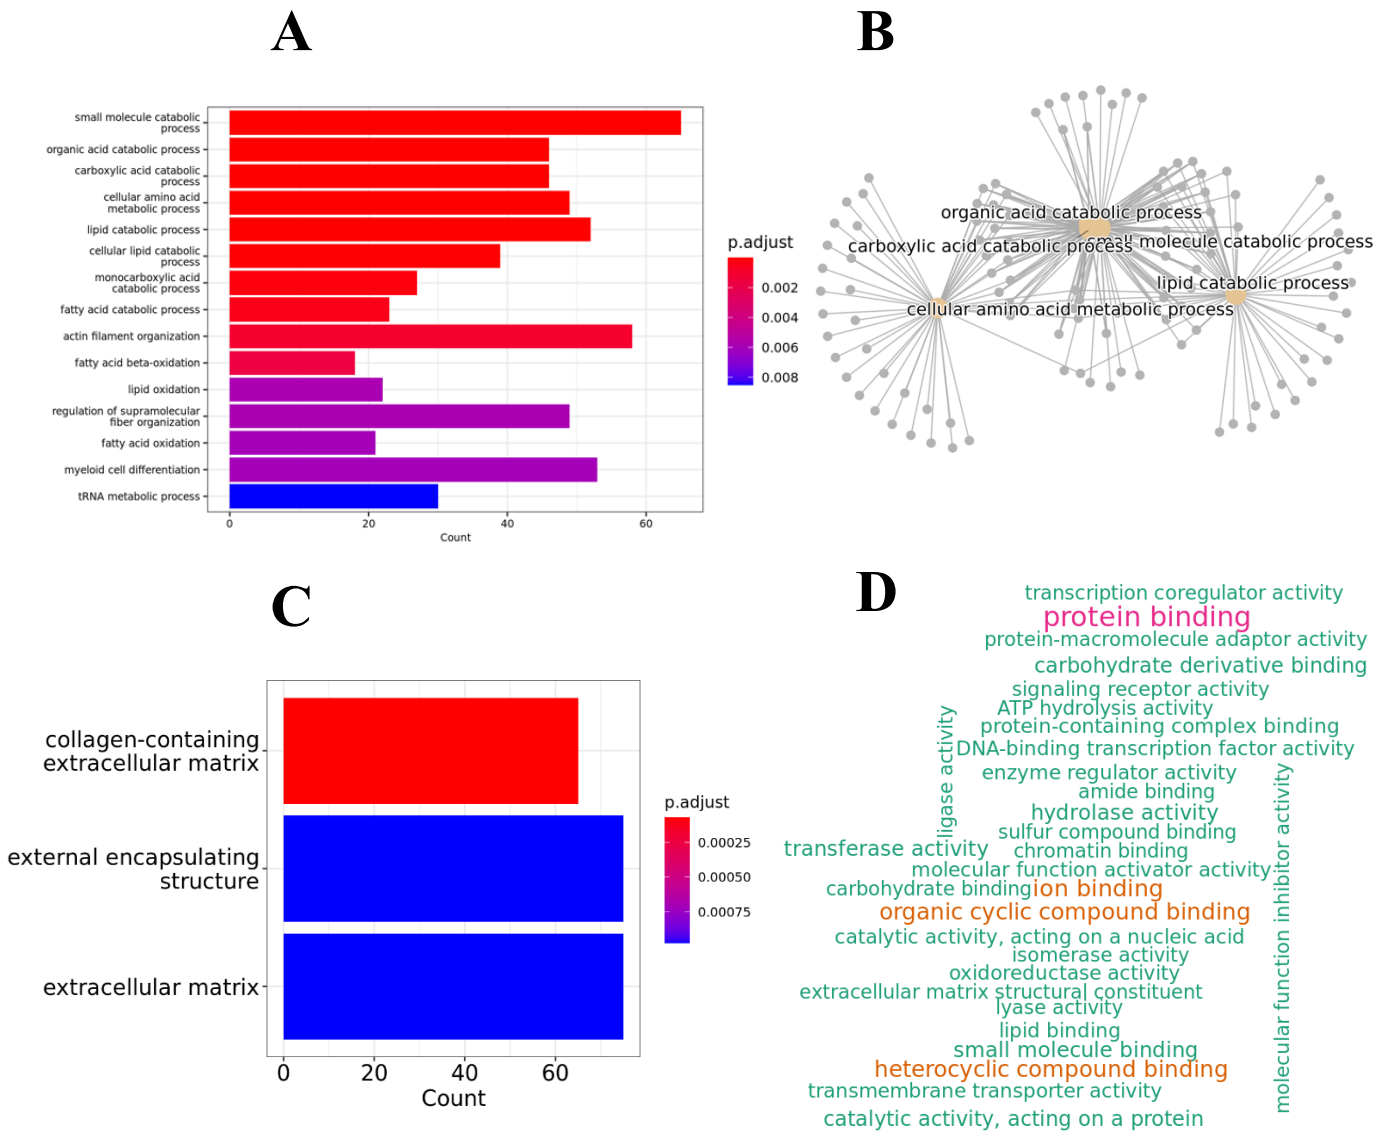 A
small molecule catabolic
process
organic acid catabolic process
carboxylic acid catabolic
process
cellular amino acid
metabolic process
lipid catabolic process
cellular lipid catabolic
process
monocarboxylic acid
catabolic process
fatty acid catabolic process
actin filament organization
fatty acid beta-oxidation
lipid oxidation
regulation of supramolecular
fiber organization
fatty acid oxidation
myeloid cell differentiation
tRNA metabolic process
0 20 40 60
Count
p.adjust
0.002
0.004
0.006
0.008
B
organic acid catabolic process
carboxylic acid catabolic process
small molecule catabolic process
lipid catabolic process
cellular amino acid metabolic process
C
collagen-containing
extracellular matrix
external encapsulating
structure
extracellular matrix
0 20 40 60
Count
p.adjust
0.00025
0.00050
0.00075
D
transcription coregulator activity
protein binding
protein-macromolecule adaptor activity
carbohydrate derivative binding
signaling receptor activity
ATP hydrolysis activity
protein-containing complex binding
ligase activity
DNA-binding transcription factor activity
enzyme regulator activity
amide binding
hydrolase activity
sulfur compound binding
transferase activity
chromatin binding
molecular function activator activity
carbohydrate binding
ion binding
organic cyclic compound binding
catalytic activity, acting on a nucleic acid
isomerase activity
oxidoreductase activity
extracellular matrix structural constituent
lyase activity
lipid binding
small molecule binding
heterocyclic compound binding
transmembrane transporter activity
catalytic activity, acting on a protein
molecular function inhibitor activity